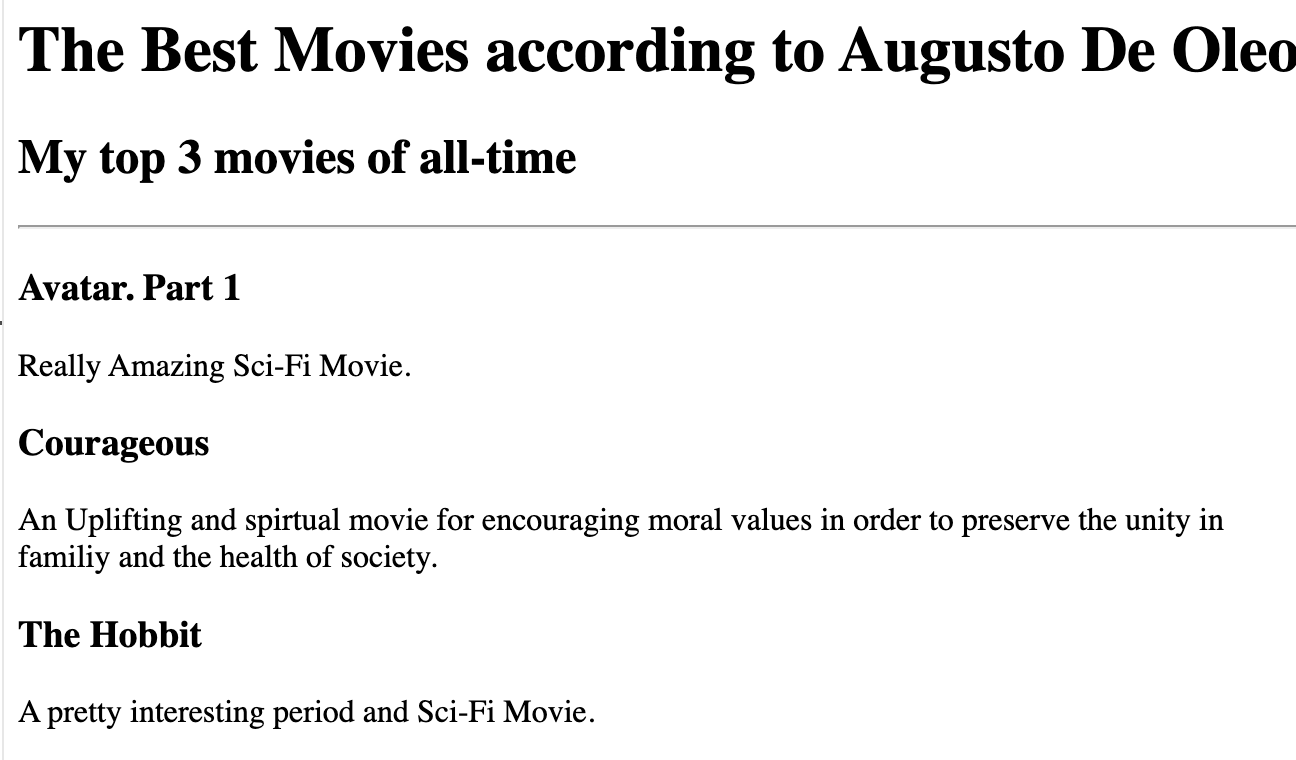 The Best Movies according to Augusto De Oleo
My top 3 movies of all-time
Avatar. Part 1
Really Amazing Sci-Fi Movie.
Courageous
An Uplifting and spirtual movie for encouraging moral values in order to preserve the unity in
familiy and the health of society.
The Hobbit
A pretty interesting period and Sci-Fi Movie.